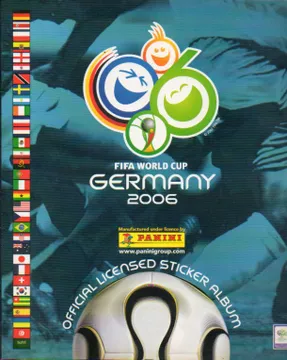 FIFA WORLD CUP
GERMANY
2006
Manufactured under licence by
PANINI
www.paninigroup.com
OFFICIAL LICENSED STICKER ALBUM